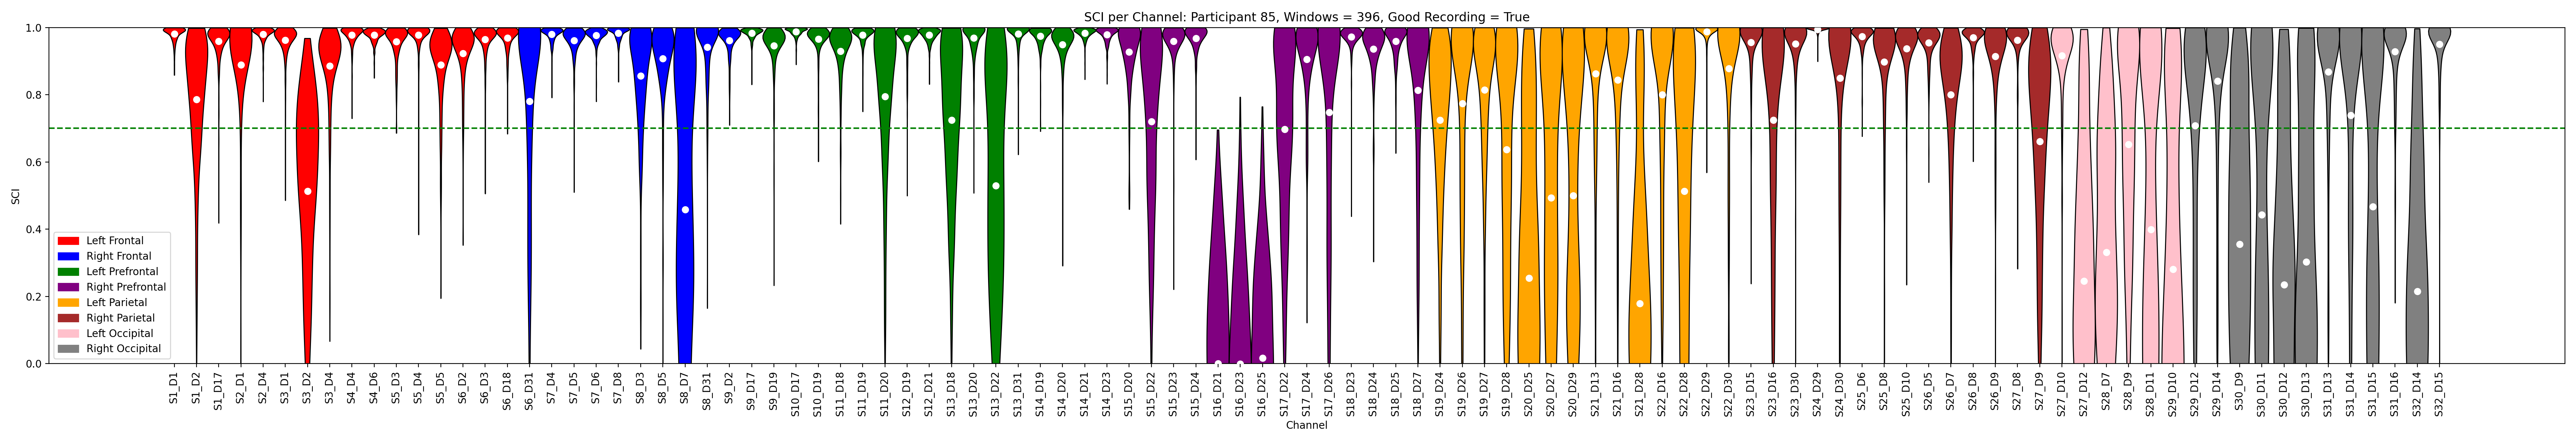 SCI per Channel: Participant 85, Windows = 396, Good Recording = True
1.0
0.8
0.6
0.4
0.2
0.0
SCI
Left Frontal
Right Frontal
Left Prefrontal
Right Prefrontal
Left Parietal
Right Parietal
Left Occipital
Right Occipital
S1_D1
S1_D2
S1_D17
S2_D1
S2_D4
S3_D1
S3_D2
S3_D4
S4_D4
S4_D6
S5_D3
S5_D4
S5_D5
S6_D2
S6_D3
S6_D18
S6_D31
S7_D4
S7_D5
S7_D6
S7_D8
S8_D3
S8_D5
S8_D7
S8_D31
S9_D2
S9_D17
S9_D19
S10_D17
S10_D19
S11_D18
S11_D19
S11_D20
S12_D19
S12_D21
S13_D18
S13_D20
S13_D22
S13_D31
S14_D19
S14_D20
S14_D21
S14_D23
S15_D20
S15_D22
S15_D23
S15_D24
S16_D21
S16_D23
S16_D25
S17_D22
S17_D24
S17_D26
S18_D23
S18_D24
S18_D25
S18_D27
S19_D24
S19_D26
S19_D27
S19_D28
S20_D25
S20_D27
S20_D29
S21_D13
S21_D16
S21_D28
S22_D16
S22_D28
S22_D29
S22_D30
S23_D15
S23_D16
S23_D30
S24_D29
S24_D30
S25_D6
S25_D8
S25_D10
S26_D5
S26_D7
S26_D8
S26_D9
S27_D8
S27_D9
S27_D10
S27_D12
S28_D7
S28_D9
S28_D11
S29_D10
S29_D12
S29_D14
S30_D9
S30_D11
S30_D12
S30_D13
S31_D13
S31_D14
S31_D15
S31_D16
S32_D14
S32_D15
Channel